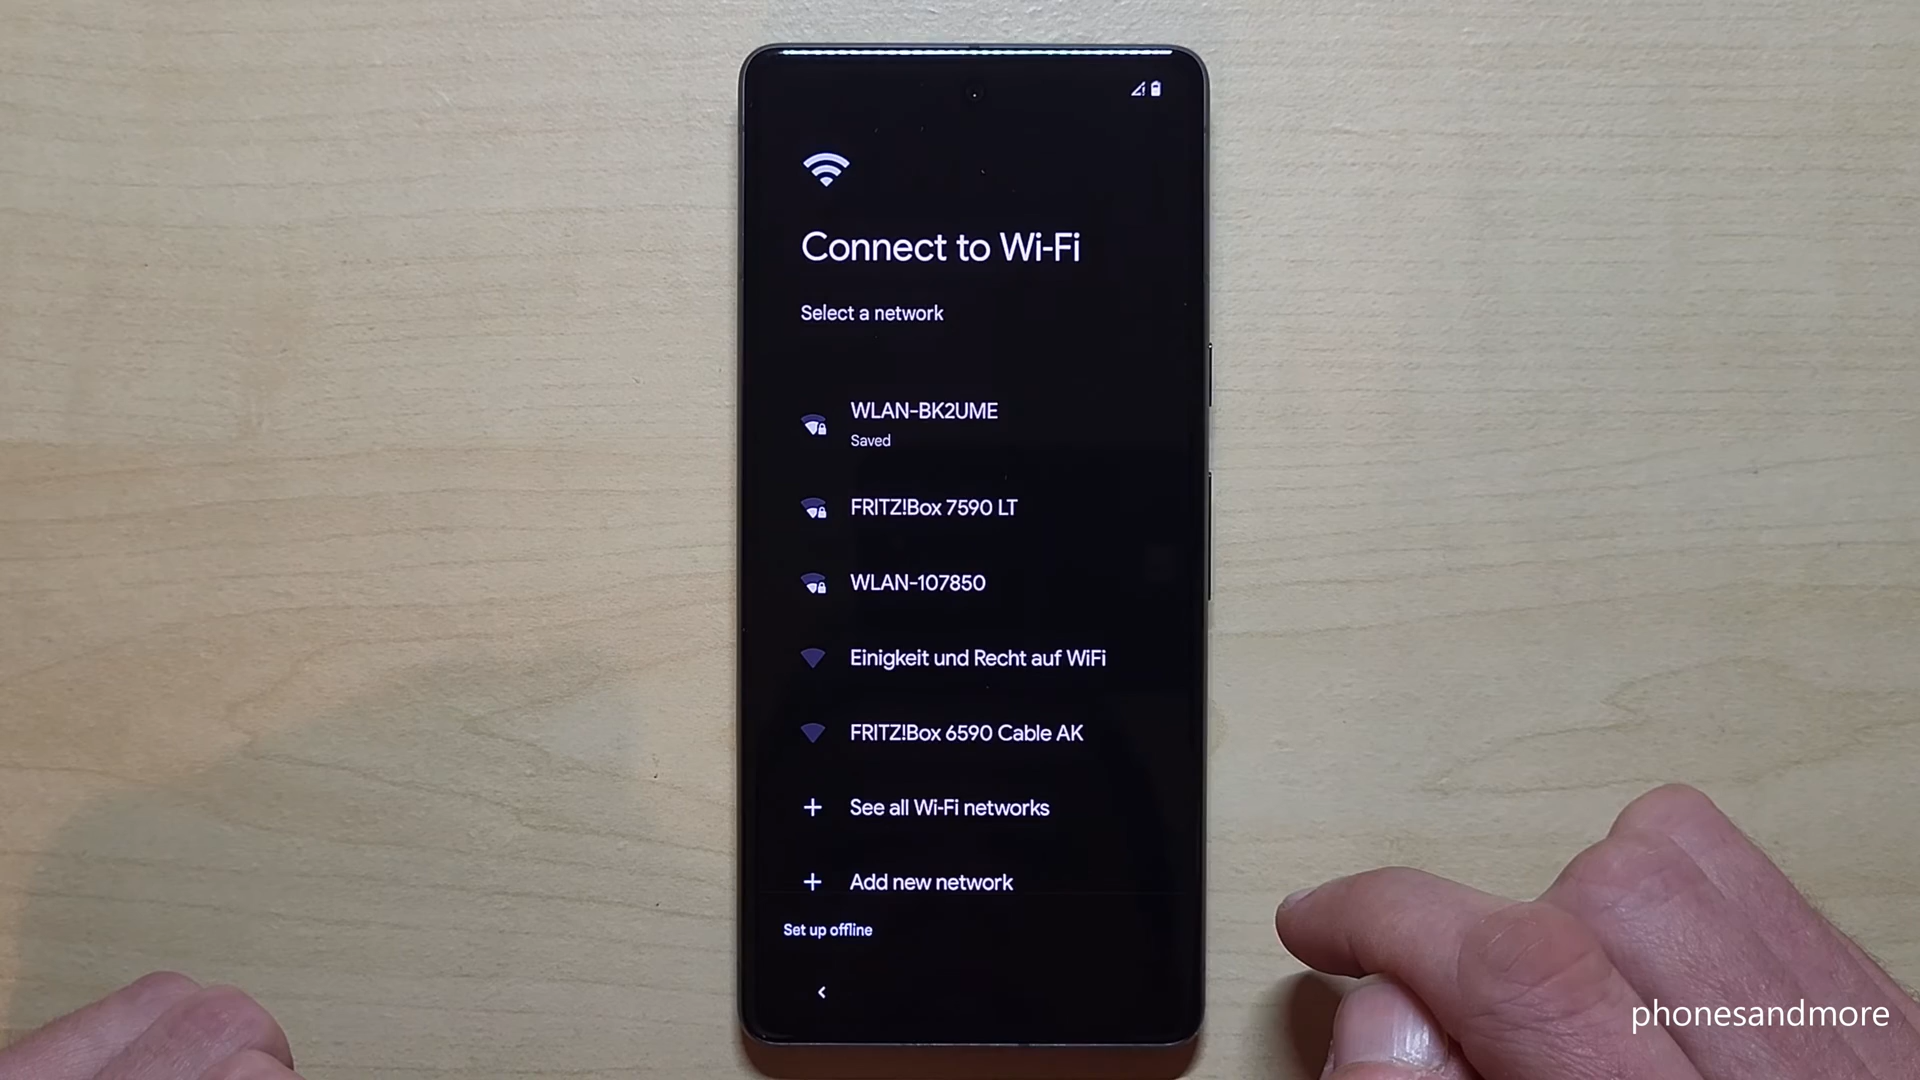 Connect to Wi-Fi
Select a network
WLAN-BK2UME
Saved
FRITZ!Box 7590 LT
WLAN-107850
Einigkeit und Recht auf WiFi
FRITZ!Box 6590 Cable AK
See all Wi-Fi networks
Add new network
Set up offline
phonesandmore